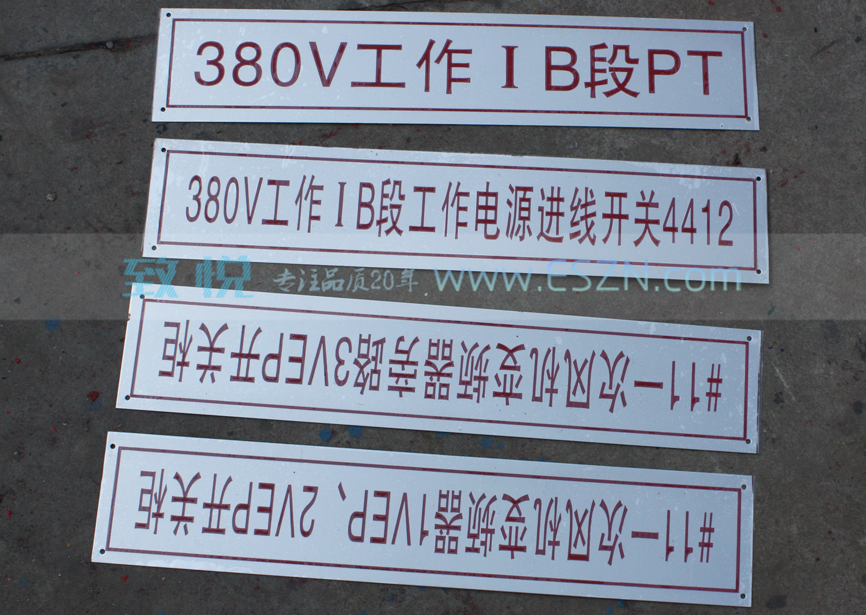 380V工作ⅠB段PT
380V工作ⅠB段工作电源进线开关4412
致悦 专注品质20年 www.ESZN.com
#11一次风机变频器旁路3VEP开关柜
#11一次风机变频器1VEP、2VEP开关柜